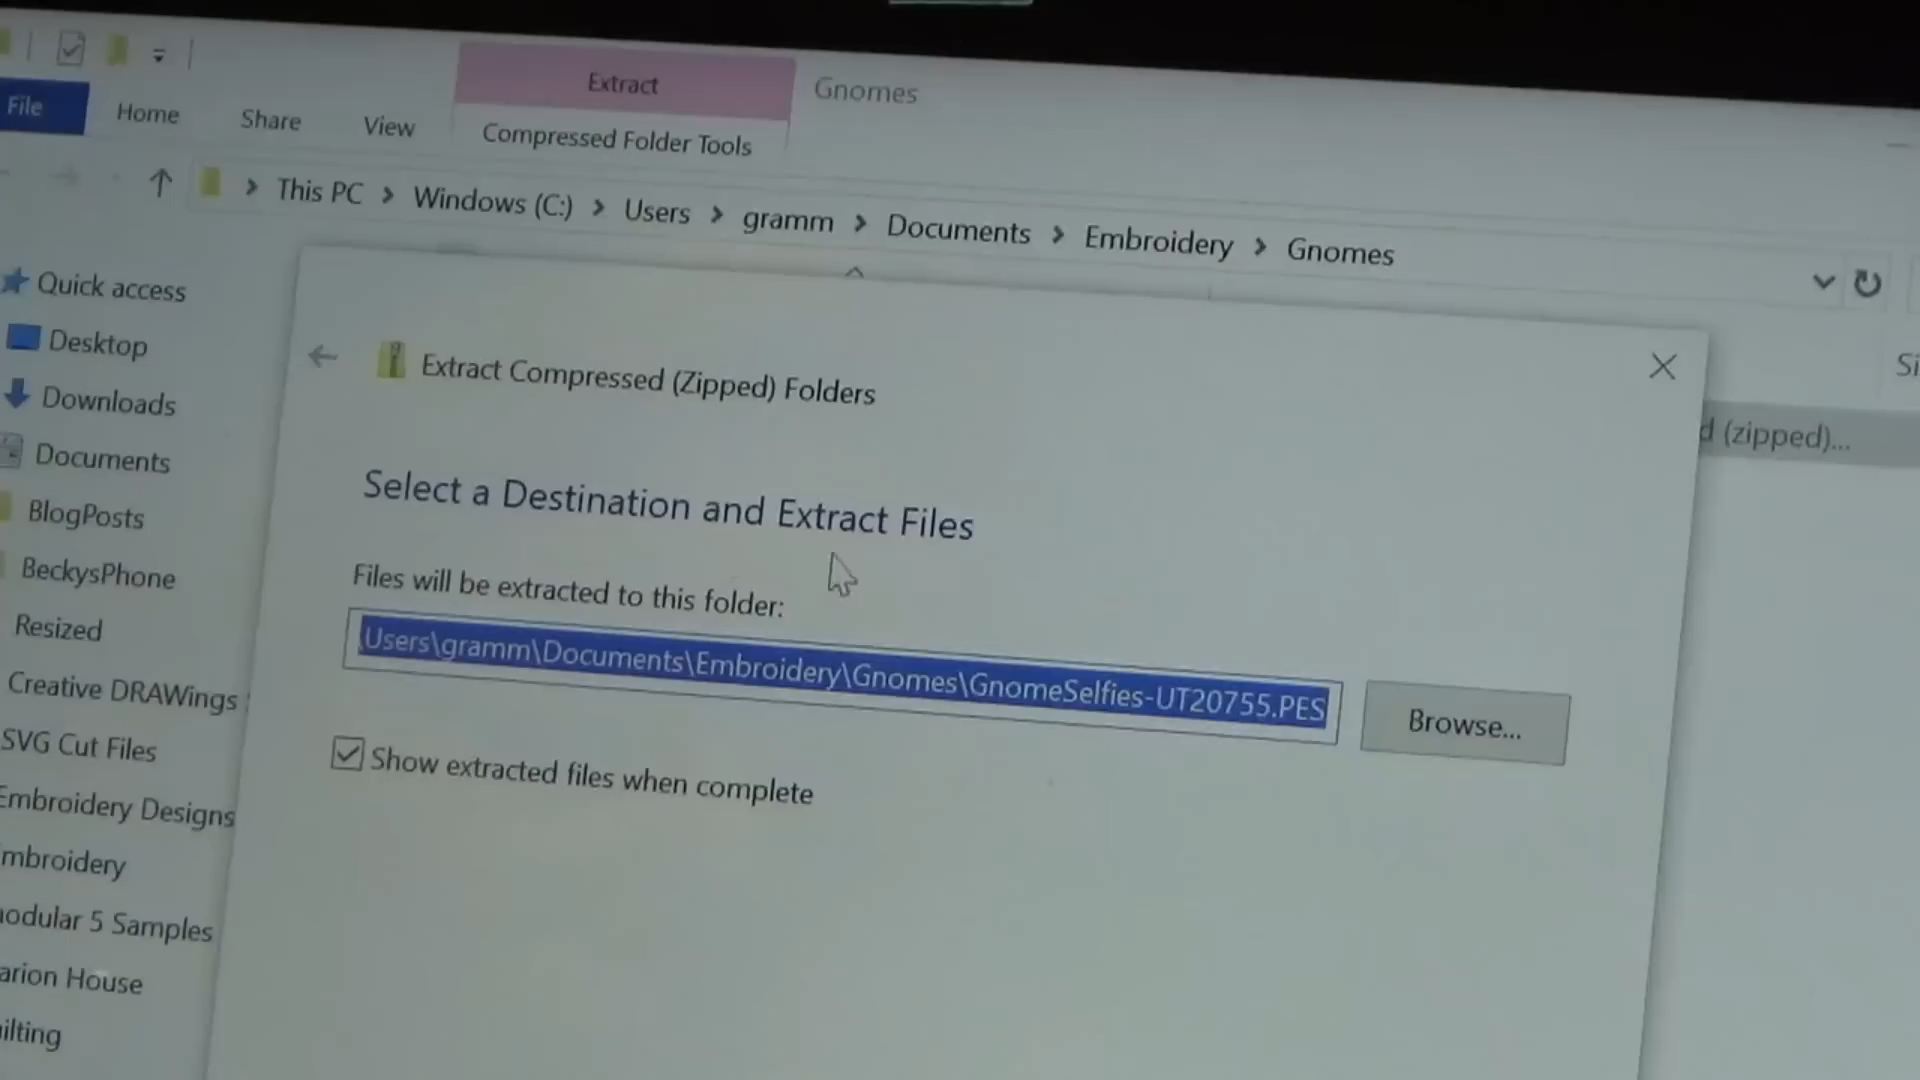 Extract
Gnomes
File
Home
Share
View
Compressed Folder Tools
This PC > Windows (C:) > Users > gramm > Documents > Embroidery > Gnomes
Quick access
Desktop
Downloads
Documents
BlogPosts
BeckysPhone
Resized
Creative DRAWings
SVG Cut Files
Embroidery Designs
mbroidery
odular 5 Samples
arion House
ilting
Extract Compressed (Zipped) Folders
Select a Destination and Extract Files
Files will be extracted to this folder:
\Users\gramm\Documents\Embroidery\Gnomes\GnomeSelfies-UT20755.PES
Browse...
Show extracted files when complete
Si
d (zipped)...